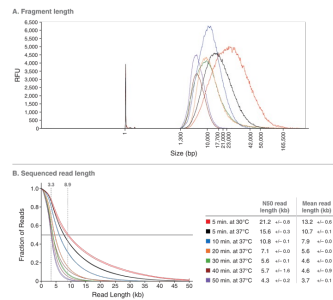 A. Fragment length
6,500
6,000
5,500
5,000
4,500
4,000
3,500
3,000
2,500
2,000
1,500
1,000
500
0
RFU
1
1,300
10,000
17,700
21,000
23,000
42,000
50,000
165,500
Size (bp)
B. Sequenced read length
3.3 8.9
1.0
0.8
0.6
0.4
0.2
0
Fraction of Reads
0 5 10 15 20 25 30 35 40 45 50
Read Length (kb)
N50 read length (kb) Mean read length (kb)
5 min. at 30°C 21.2 +/- 0.8 13.2 +/- 0.6
5 min. at 37°C 15.6 +/- 0.3 10.7 +/- 0.1
10 min. at 37°C 10.8 +/- 0.1 7.9 +/- 0.0
20 min. at 37°C 7.1 +/- 0.0 5.6 +/- 0.0
30 min. at 37°C 5.6 +/- 0.1 4.6 +/- 0.0
40 min. at 37°C 5.7 +/- 1.6 4.6 +/- 0.9
50 min. at 37°C 4.3 +/- 0.2 3.7 +/- 0.1